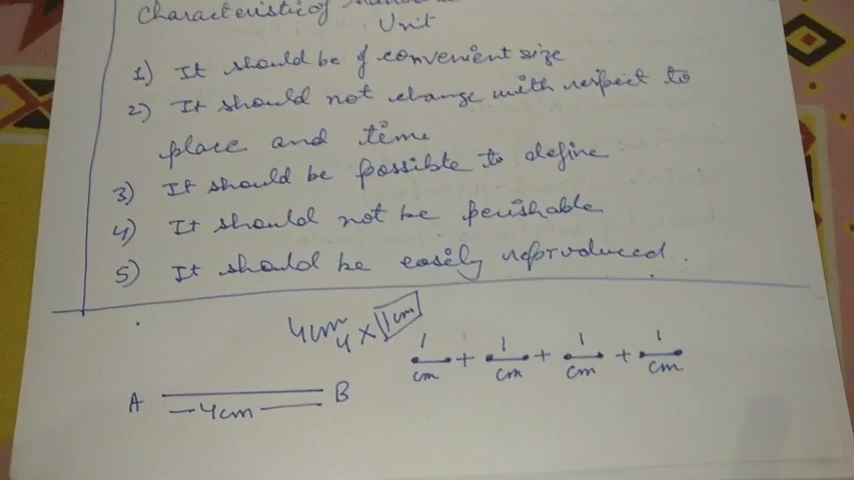 Characteristic of
Unit
1) It should be of convenient size
2) It should not change with respect to
place and time
3) It should be possible to define
4) It should not be perishable
5) It should be easily reproduced.
4cm 4 x 1cm
1 + 1 + 1 + 1
cm cm cm cm
A —4cm— B